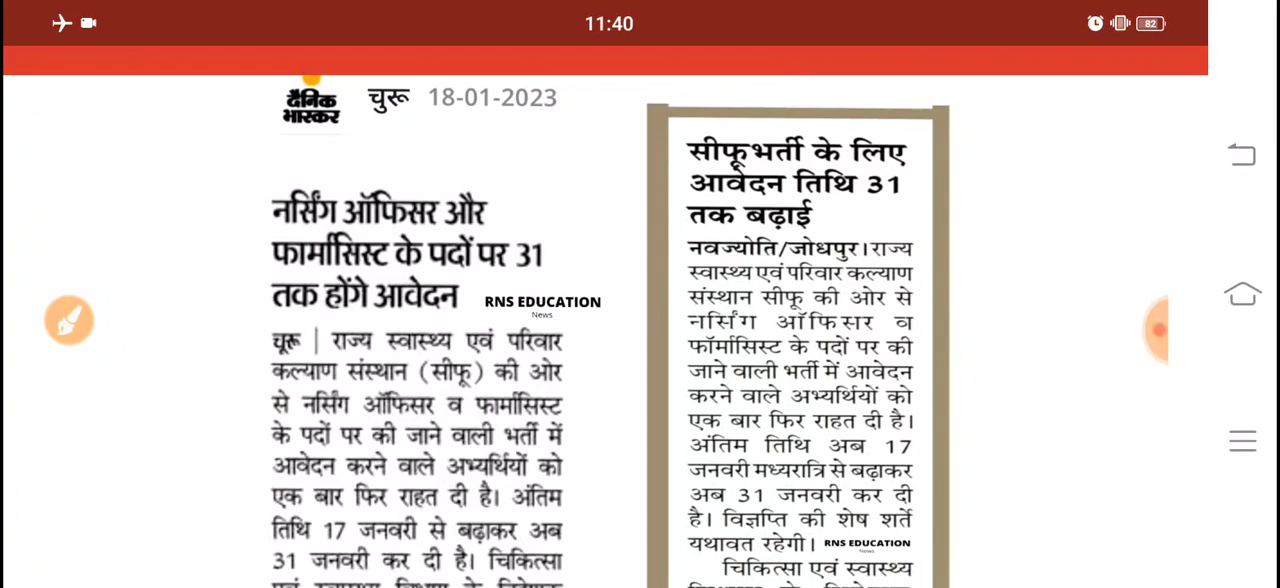 11:40
82
दैनिक
भास्कर
चुरू 18-01-2023
नर्सिंग ऑफिसर और
फार्मासिस्ट के पदों पर 31
तक होंगे आवेदन
RNS EDUCATION
News
चूरू | राज्य स्वास्थ्य एवं परिवार
कल्याण संस्थान (सीफू) की ओर
से नर्सिंग ऑफिसर व फार्मासिस्ट
के पदों पर की जाने वाली भर्ती में
आवेदन करने वाले अभ्यर्थियों को
एक बार फिर राहत दी है। अंतिम
तिथि 17 जनवरी से बढ़ाकर अब
31 जनवरी कर दी है। चिकित्सा
सीफू भर्ती के लिए
आवेदन तिथि 31
तक बढ़ाई
नवज्योति/जोधपुर। राज्य
स्वास्थ्य एवं परिवार कल्याण
संस्थान सीफू की ओर से
नर्सिंग ऑफिसर व
फॉर्मासिस्ट के पदों पर की
जाने वाली भर्ती में आवेदन
करने वाले अभ्यर्थियों को
एक बार फिर राहत दी है।
अंतिम तिथि अब 17
जनवरी मध्यरात्रि से बढ़ाकर
अब 31 जनवरी कर दी
है। विज्ञप्ति की शेष शर्ते
यथावत रहेगी।
RNS EDUCATION
News
चिकित्सा एवं स्वास्थ्य